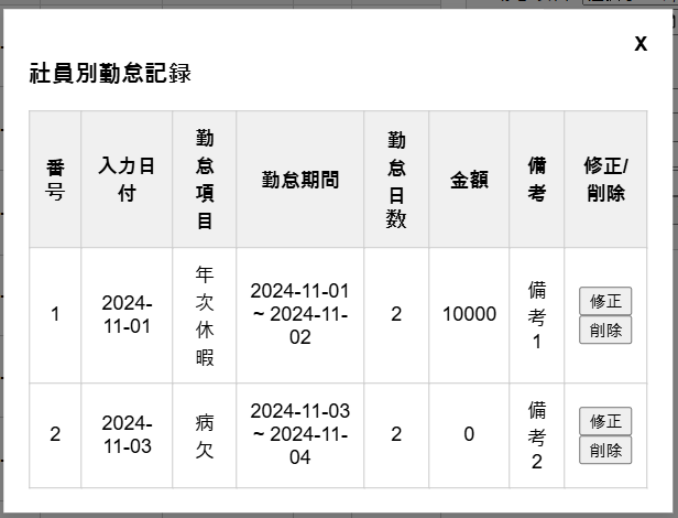 X
社員別勤怠記録
番
号
入力日
付
勤
怠
項
目
勤怠期間
勤
怠
日
数
金額
備
考
修正/
削除
1
2024-
11-01
年
次
休
暇
2024-11-01
~ 2024-11-
02
2
10000
備
考
1
修正
削除
2
2024-
11-03
病
欠
2024-11-03
~ 2024-11-
04
2
0
備
考
2
修正
削除